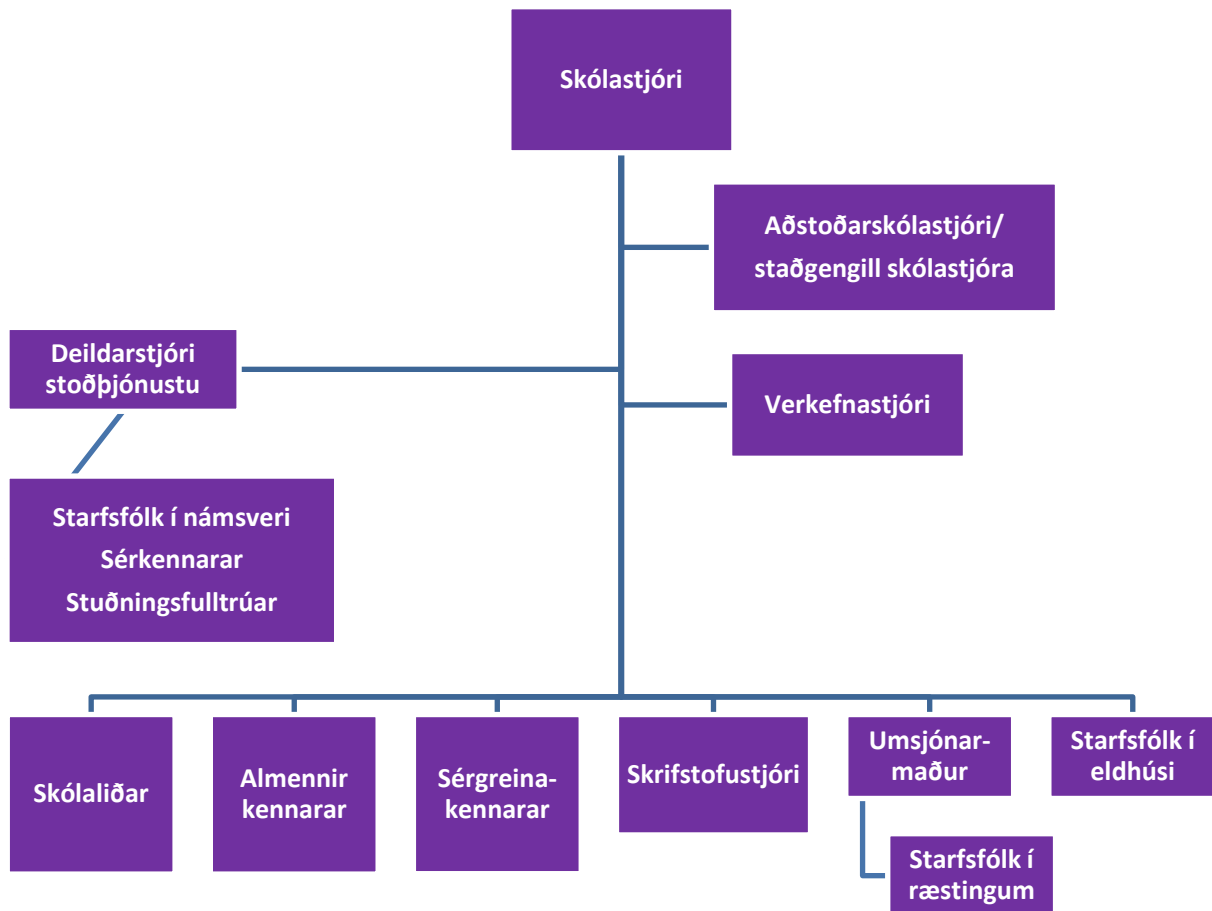 Skólastjóri
Aðstoðarskólastjóri/
staðgengill skólastjóra
Deildarstjóri
stoðþjónustu
Verkefnastjóri
Starfsfólk í námsveri
Sérkennarar
Stuðningsfulltrúar
Skólaliðar
Almennir
kennarar
Sérgreina-
kennarar
Skrifstofustjóri
Umsjónar-
maður
Starfsfólk í
eldhúsi
Starfsfólk í
ræstingum